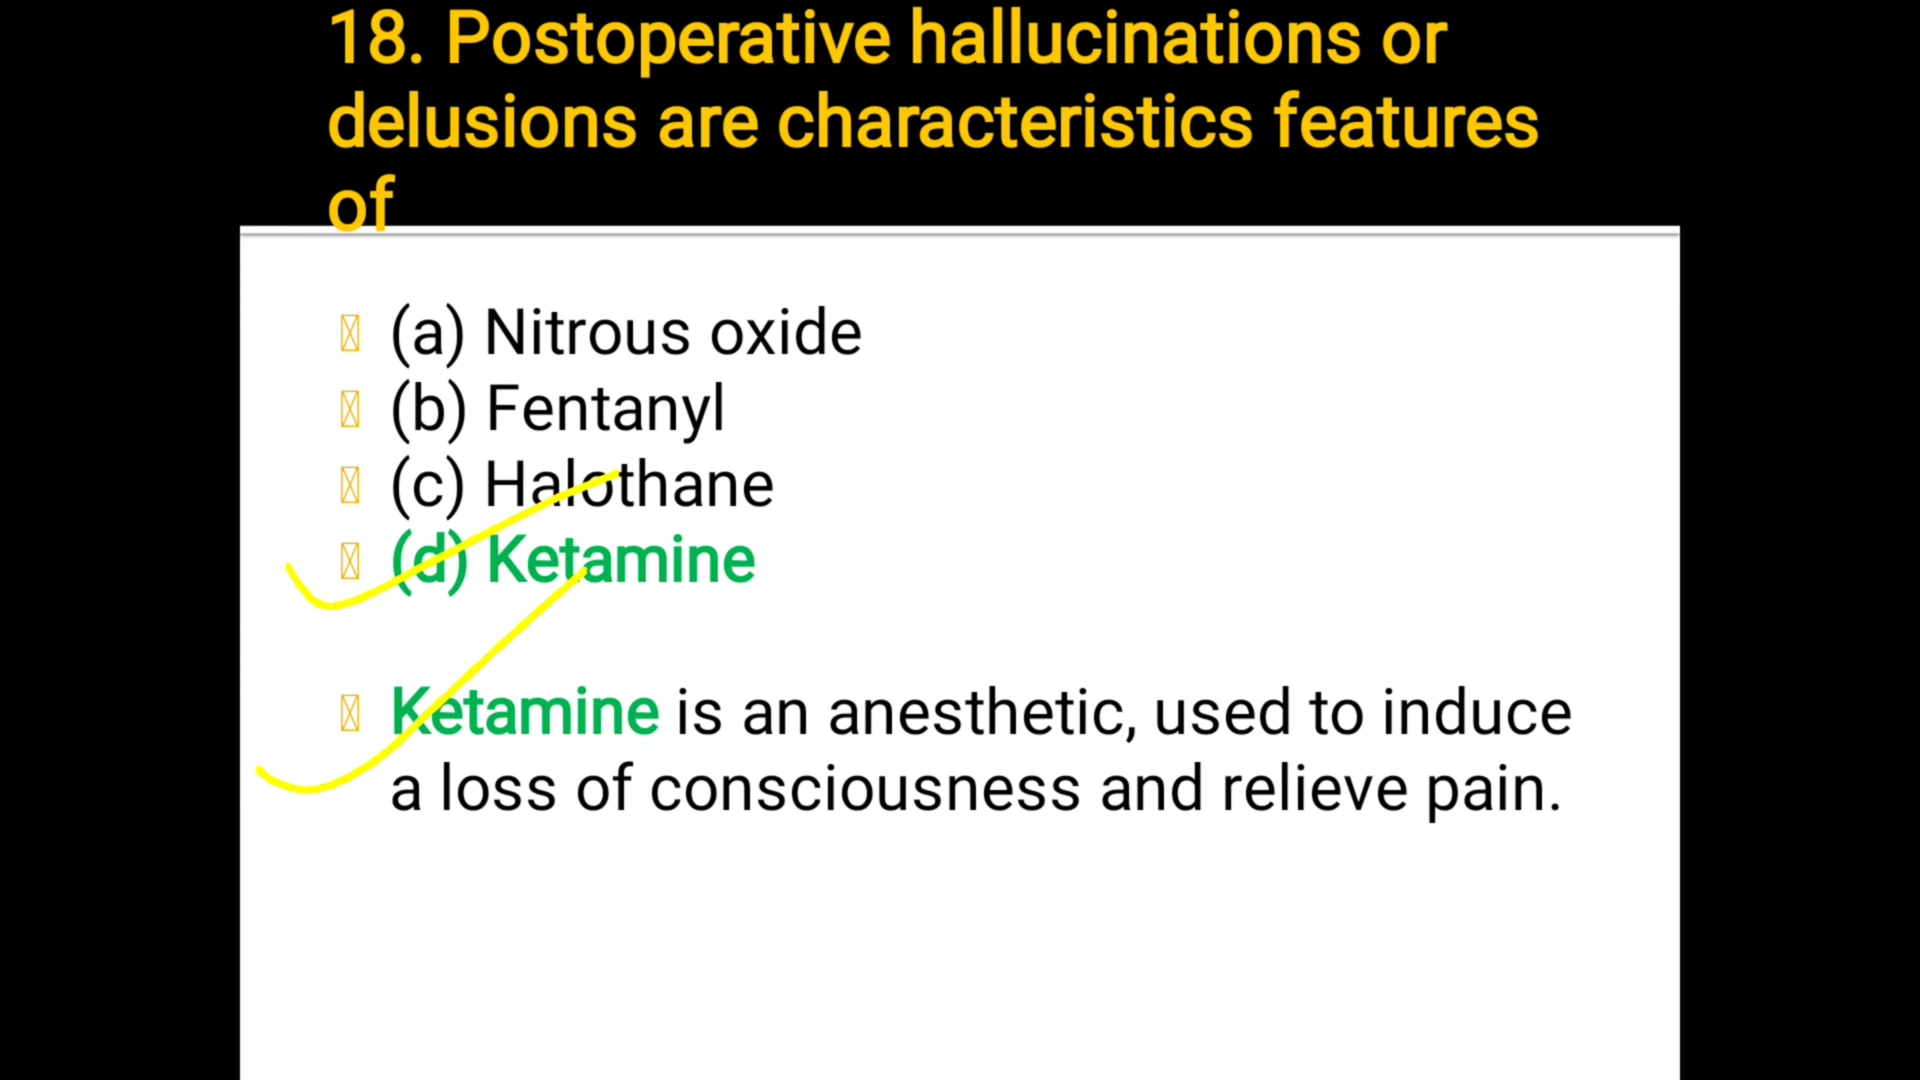 18. Postoperative hallucinations or
delusions are characteristics features
of
(a) Nitrous oxide
(b) Fentanyl
(c) Halothane
(d) Ketamine
Ketamine is an anesthetic, used to induce
a loss of consciousness and relieve pain.